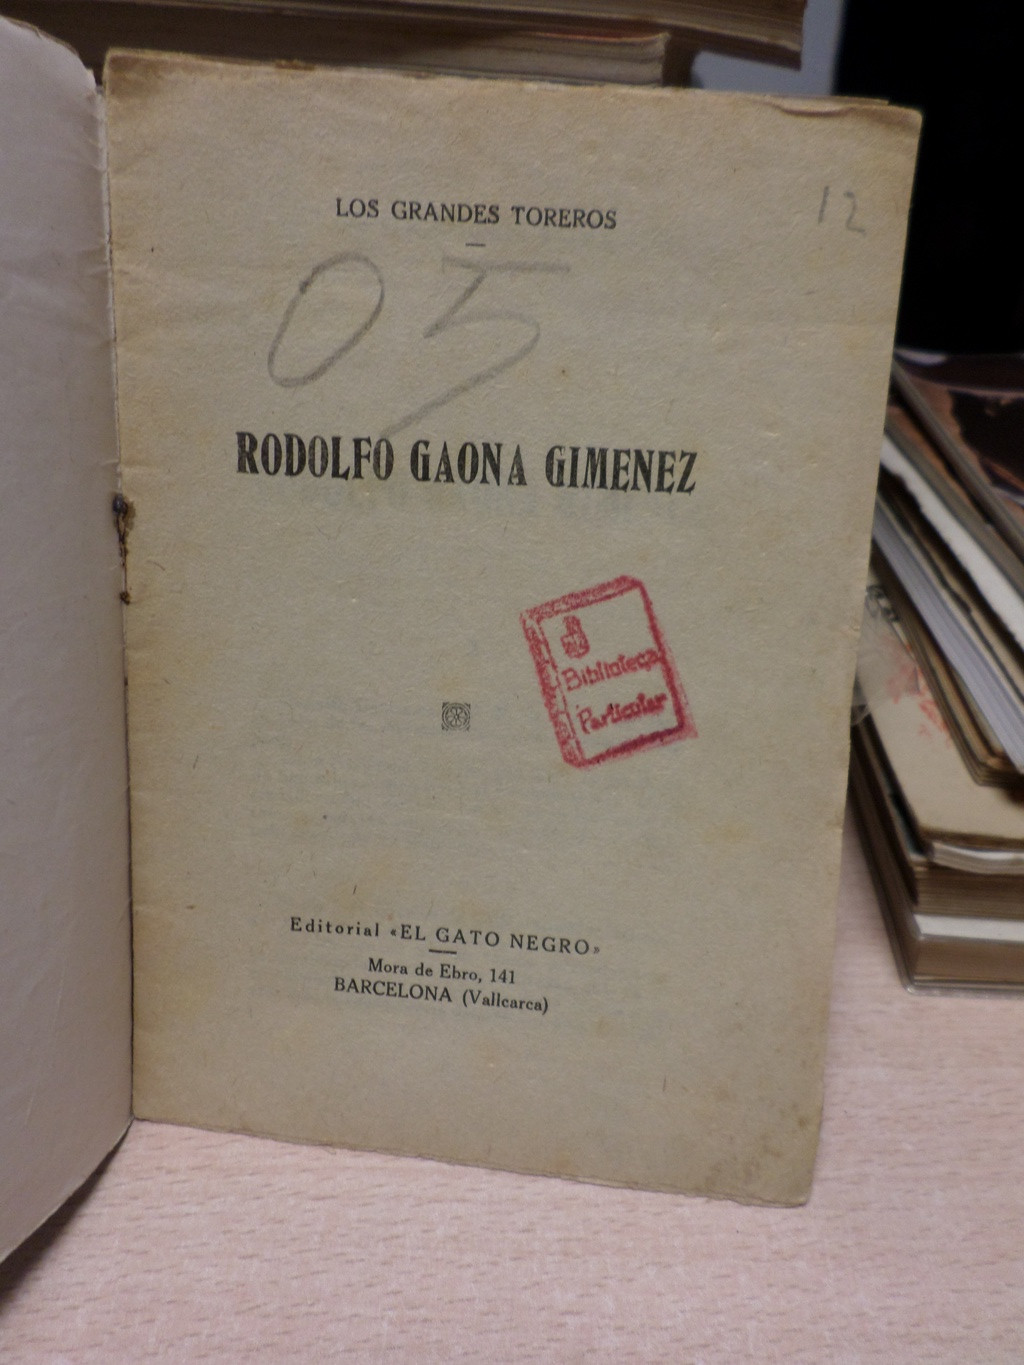 12
LOS GRANDES TOREROS
05
RODOLFO GAONA GIMENEZ
Biblioteca
Particular
Editorial «EL GATO NEGRO»
Mora de Ebro, 141
BARCELONA (Vallcarca)